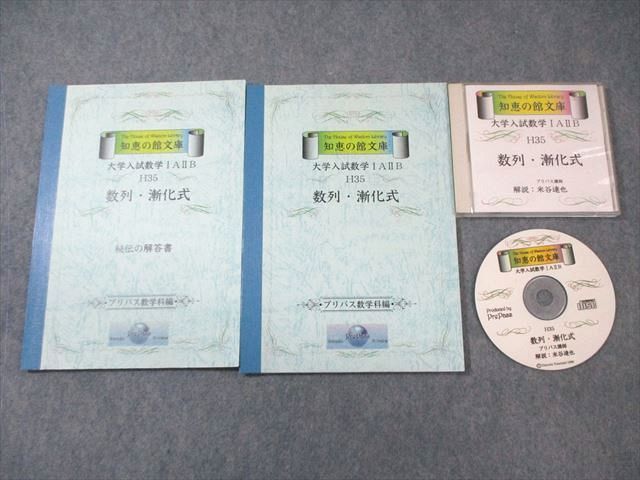 The House of Wisdom Library
知恵の館文庫
大学入試数学ⅠAⅡB
H35
数列・漸化式
秘伝の解答書
プリパス数学科編
The House of Wisdom Library
知恵の館文庫
大学入試数学ⅠAⅡB
H35
数列・漸化式
プリパス数学科編
PrePass
The House of Wisdom Library
知恵の館文庫
大学入試数学ⅠAⅡB
H35
数列・漸化式
プリパス講師
解説:米谷達也
知恵の館文庫
大学入試数学ⅠAⅡB
Produced by
PrePass
H35
数列・漸化式
プリパス講師
解説:米谷達也